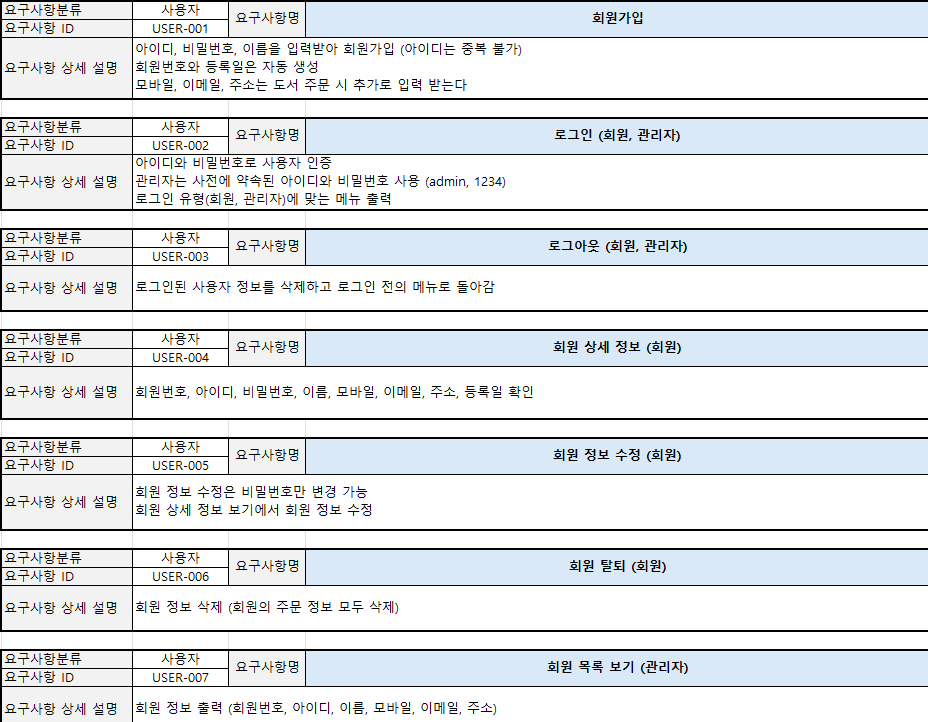 요구사항분류 사용자 요구사항명 회원가입
요구사항 ID USER-001
요구사항 상세 설명
아이디, 비밀번호, 이름을 입력받아 회원가입 (아이디는 중복 불가)
회원번호와 등록일은 자동 생성
모바일, 이메일, 주소는 도서 주문 시 추가로 입력 받는다
요구사항분류 사용자 요구사항명 로그인 (회원, 관리자)
요구사항 ID USER-002
요구사항 상세 설명
아이디와 비밀번호로 사용자 인증
관리자는 사전에 약속된 아이디와 비밀번호 사용 (admin, 1234)
로그인 유형(회원, 관리자)에 맞는 메뉴 출력
요구사항분류 사용자 요구사항명 로그아웃 (회원, 관리자)
요구사항 ID USER-003
요구사항 상세 설명 로그인된 사용자 정보를 삭제하고 로그인 전의 메뉴로 돌아감
요구사항분류 사용자 요구사항명 회원 상세 정보 (회원)
요구사항 ID USER-004
요구사항 상세 설명 회원번호, 아이디, 비밀번호, 이름, 모바일, 이메일, 주소, 등록일 확인
요구사항분류 사용자 요구사항명 회원 정보 수정 (회원)
요구사항 ID USER-005
요구사항 상세 설명
회원 정보 수정은 비밀번호만 변경 가능
회원 상세 정보 보기에서 회원 정보 수정
요구사항분류 사용자 요구사항명 회원 탈퇴 (회원)
요구사항 ID USER-006
요구사항 상세 설명 회원 정보 삭제 (회원의 주문 정보 모두 삭제)
요구사항분류 사용자 요구사항명 회원 목록 보기 (관리자)
요구사항 ID USER-007
요구사항 상세 설명 회원 정보 출력 (회원번호, 아이디, 이름, 모바일, 이메일, 주소)